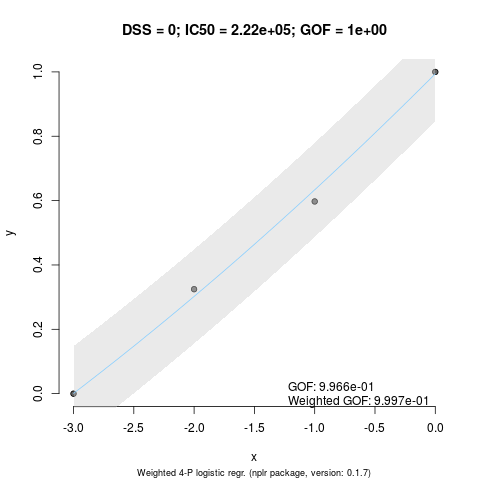 DSS = 0; IC50 = 2.22e+05; GOF = 1e+00
1.0
0.8
0.6
0.4
0.2
0.0
y
GOF: 9.966e-01
Weighted GOF: 9.997e-01
-3.0 -2.5 -2.0 -1.5 -1.0 -0.5 0.0
x
Weighted 4-P logistic regr. (nplr package, version: 0.1.7)